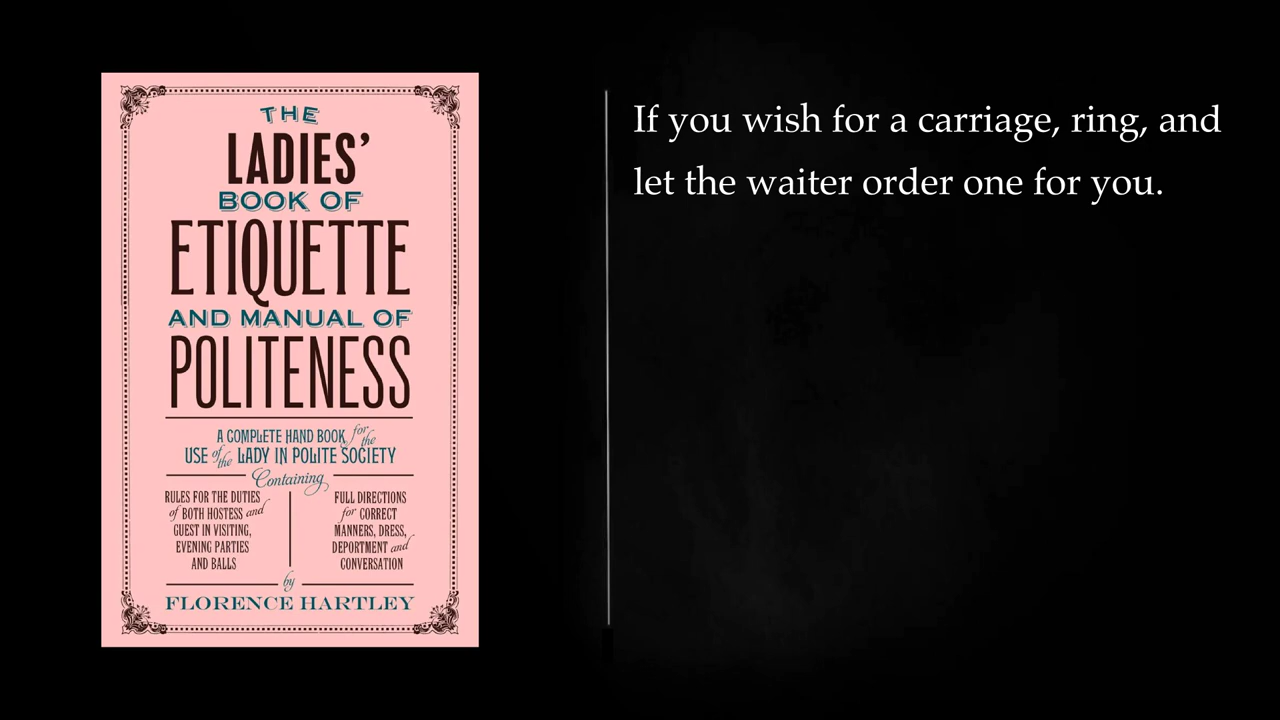 THE
LADIES'
BOOK OF
ETIQUETTE
AND MANUAL OF
POLITENESS
A COMPLETE HAND BOOK for the
USE of the LADY IN POLITE SOCIETY
Containing
RULES FOR THE DUTIES
of BOTH HOSTESS and
GUEST IN VISITING,
EVENING PARTIES
AND BALLS
FULL DIRECTIONS
for CORRECT
MANNERS, DRESS,
DEPORTMENT and
CONVERSATION
by
FLORENCE HARTLEY
If you wish for a carriage, ring, and
let the waiter order one for you.